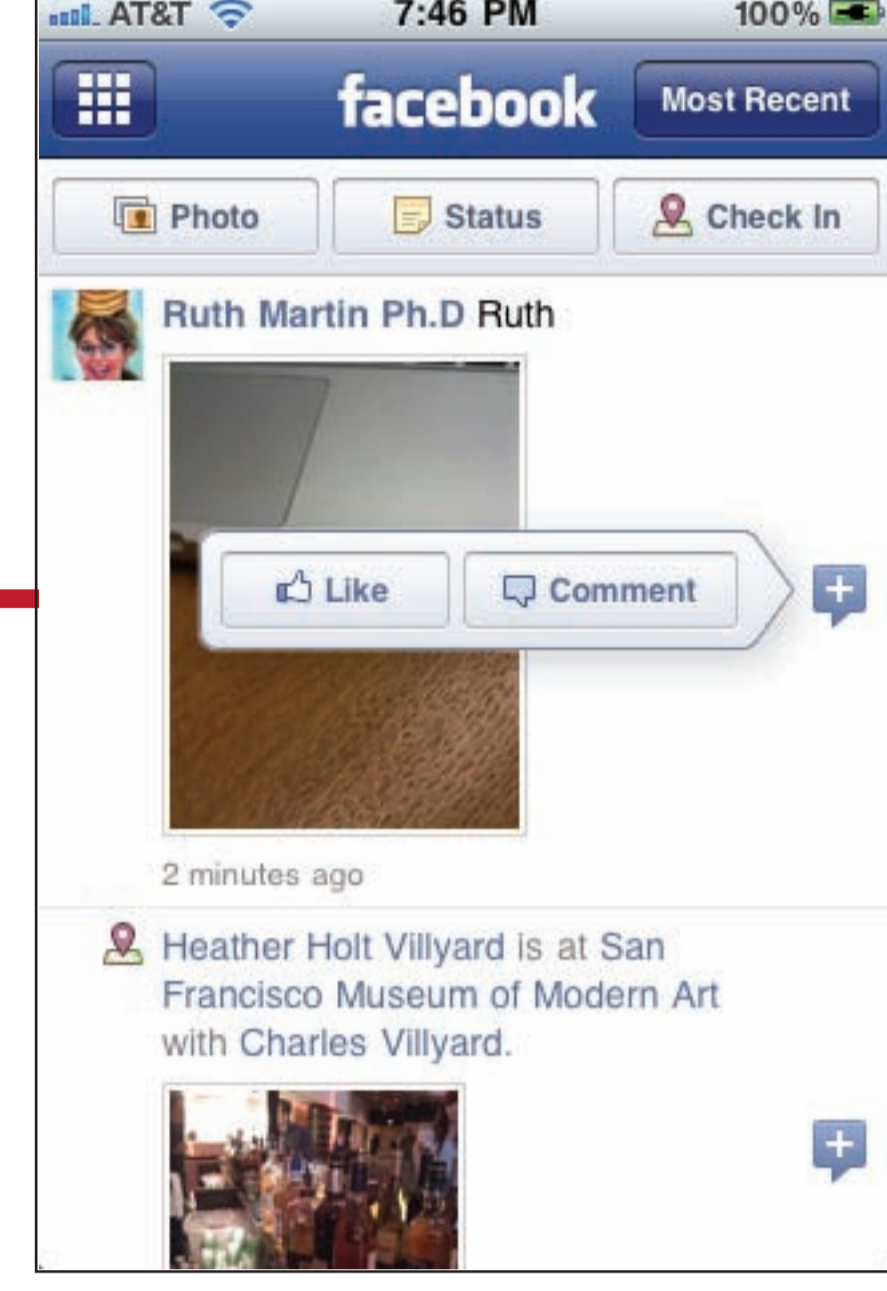 AT&T 7:46 PM 100%
facebook Most Recent
Photo Status Check In
Ruth Martin Ph.D Ruth
Like Comment
2 minutes ago
Heather Holt Villyard is at San
Francisco Museum of Modern Art
with Charles Villyard.